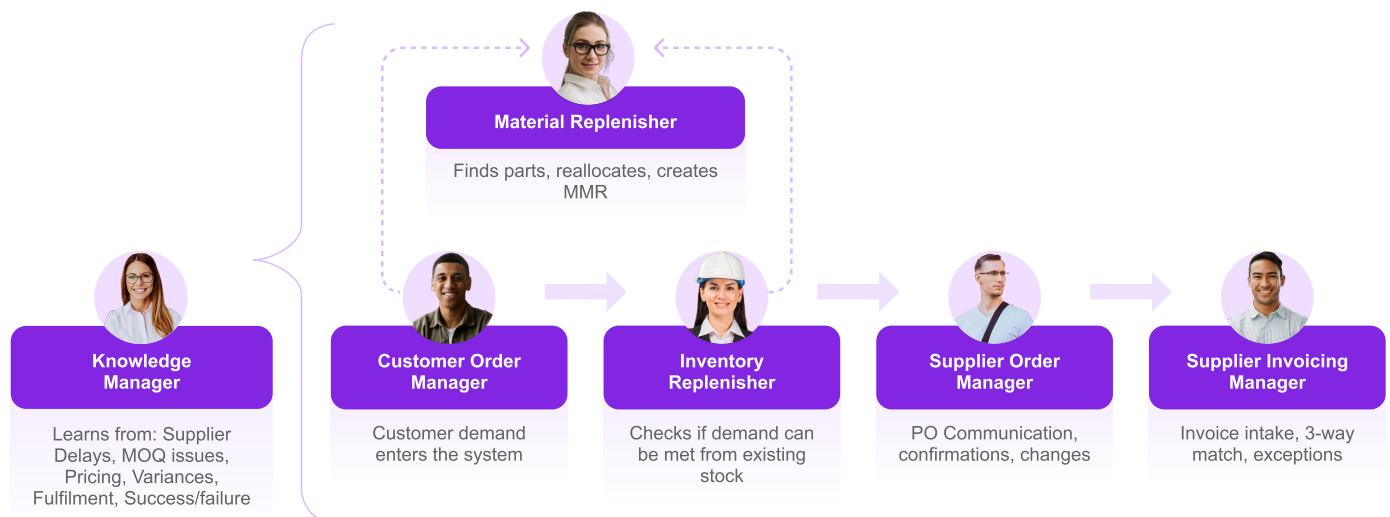 Material Replenisher
Finds parts, reallocates, creates
MMR
Knowledge
Manager
Learns from: Supplier
Delays, MOQ issues,
Pricing, Variances,
Fulfilment, Success/failure
Customer Order
Manager
Customer demand
enters the system
Inventory
Replenisher
Checks if demand can
be met from existing
stock
Supplier Order
Manager
PO Communication,
confirmations, changes
Supplier Invoicing
Manager
Invoice intake, 3-way
match, exceptions